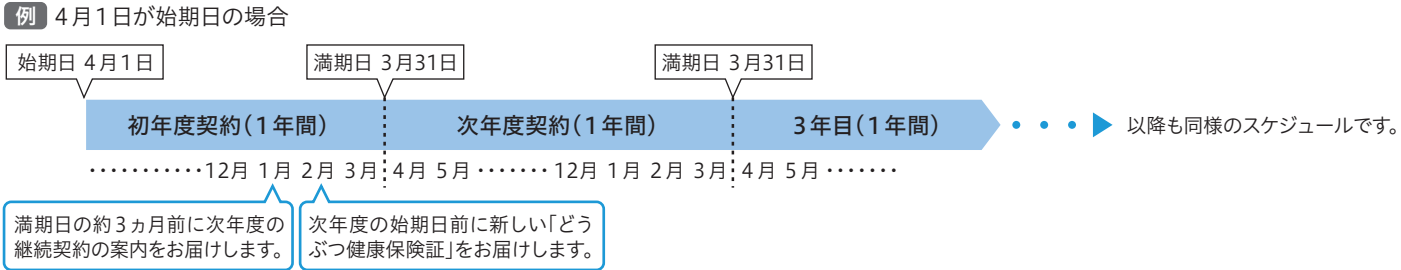 例 4月1日が始期日の場合
始期日 4月1日
満期日 3月31日
満期日 3月31日
初年度契約(1年間)
次年度契約(1年間)
3年目(1年間)
以降も同様のスケジュールです。
‥‥‥‥‥‥12月 1月 2月 3月 4月 5月 ‥‥‥‥ 12月 1月 2月 3月 4月 5月 ‥‥‥‥
満期日の約3ヵ月前に次年度の
継続契約の案内をお届けします。
次年度の始期日前に新しい「どう
ぶつ健康保険証」をお届けします。